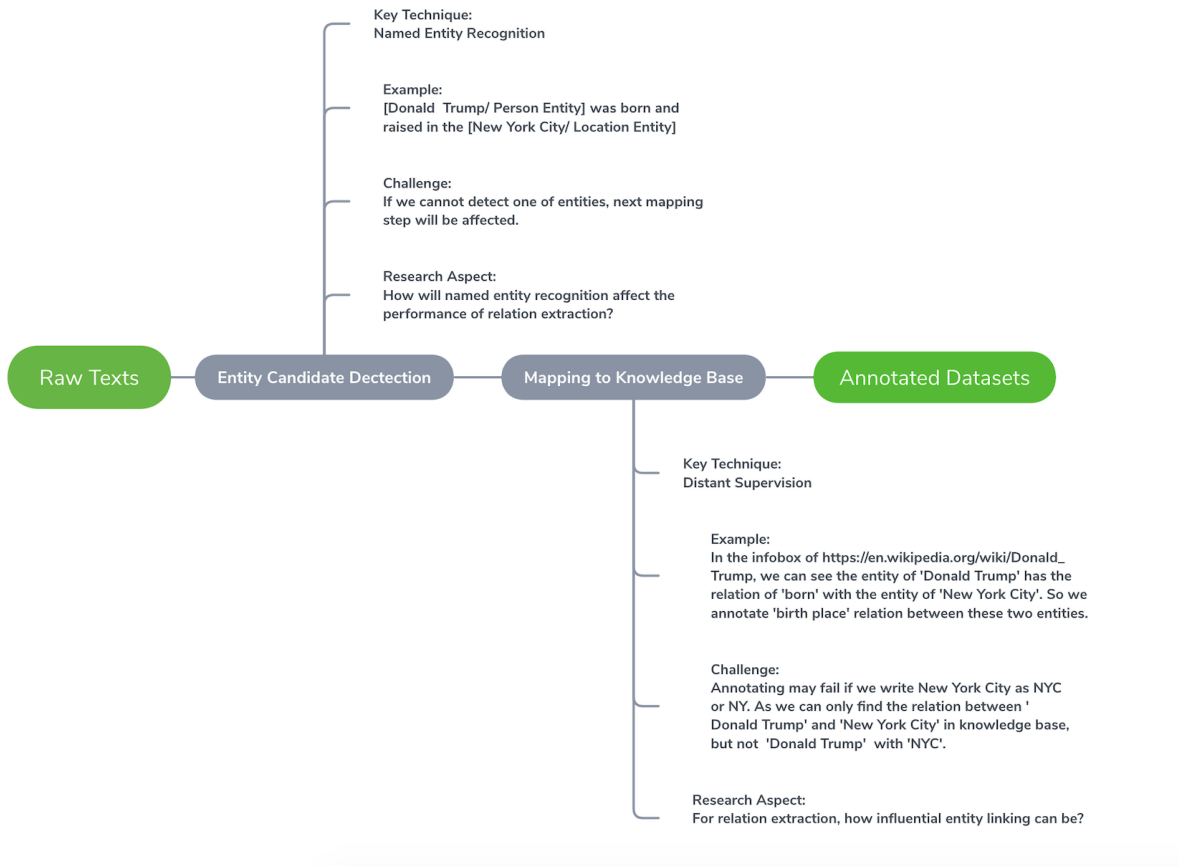 Key Technique:
Named Entity Recognition
Example:
[Donald  Trump/ Person Entity] was born and
raised in the [New York City/ Location Entity]
Challenge:
If we cannot detect one of entities, next mapping
step will be affected.
Research Aspect:
How will named entity recognition affect the
performance of relation extraction?
Raw Texts
Entity Candidate Dectection
Mapping to Knowledge Base
Annotated Datasets
Key Technique:
Distant Supervision
Example:
In the infobox of https://en.wikipedia.org/wiki/Donald_
Trump, we can see the entity of 'Donald Trump' has the
relation of 'born' with the entity of 'New York City'. So we
annotate 'birth place' relation between these two entities.
Challenge:
Annotating may fail if we write New York City as NYC
or NY. As we can only find the relation between '
Donald Trump' and 'New York City' in knowledge base,
but not  'Donald Trump'  with 'NYC'.
Research Aspect:
For relation extraction, how influential entity linking can be?